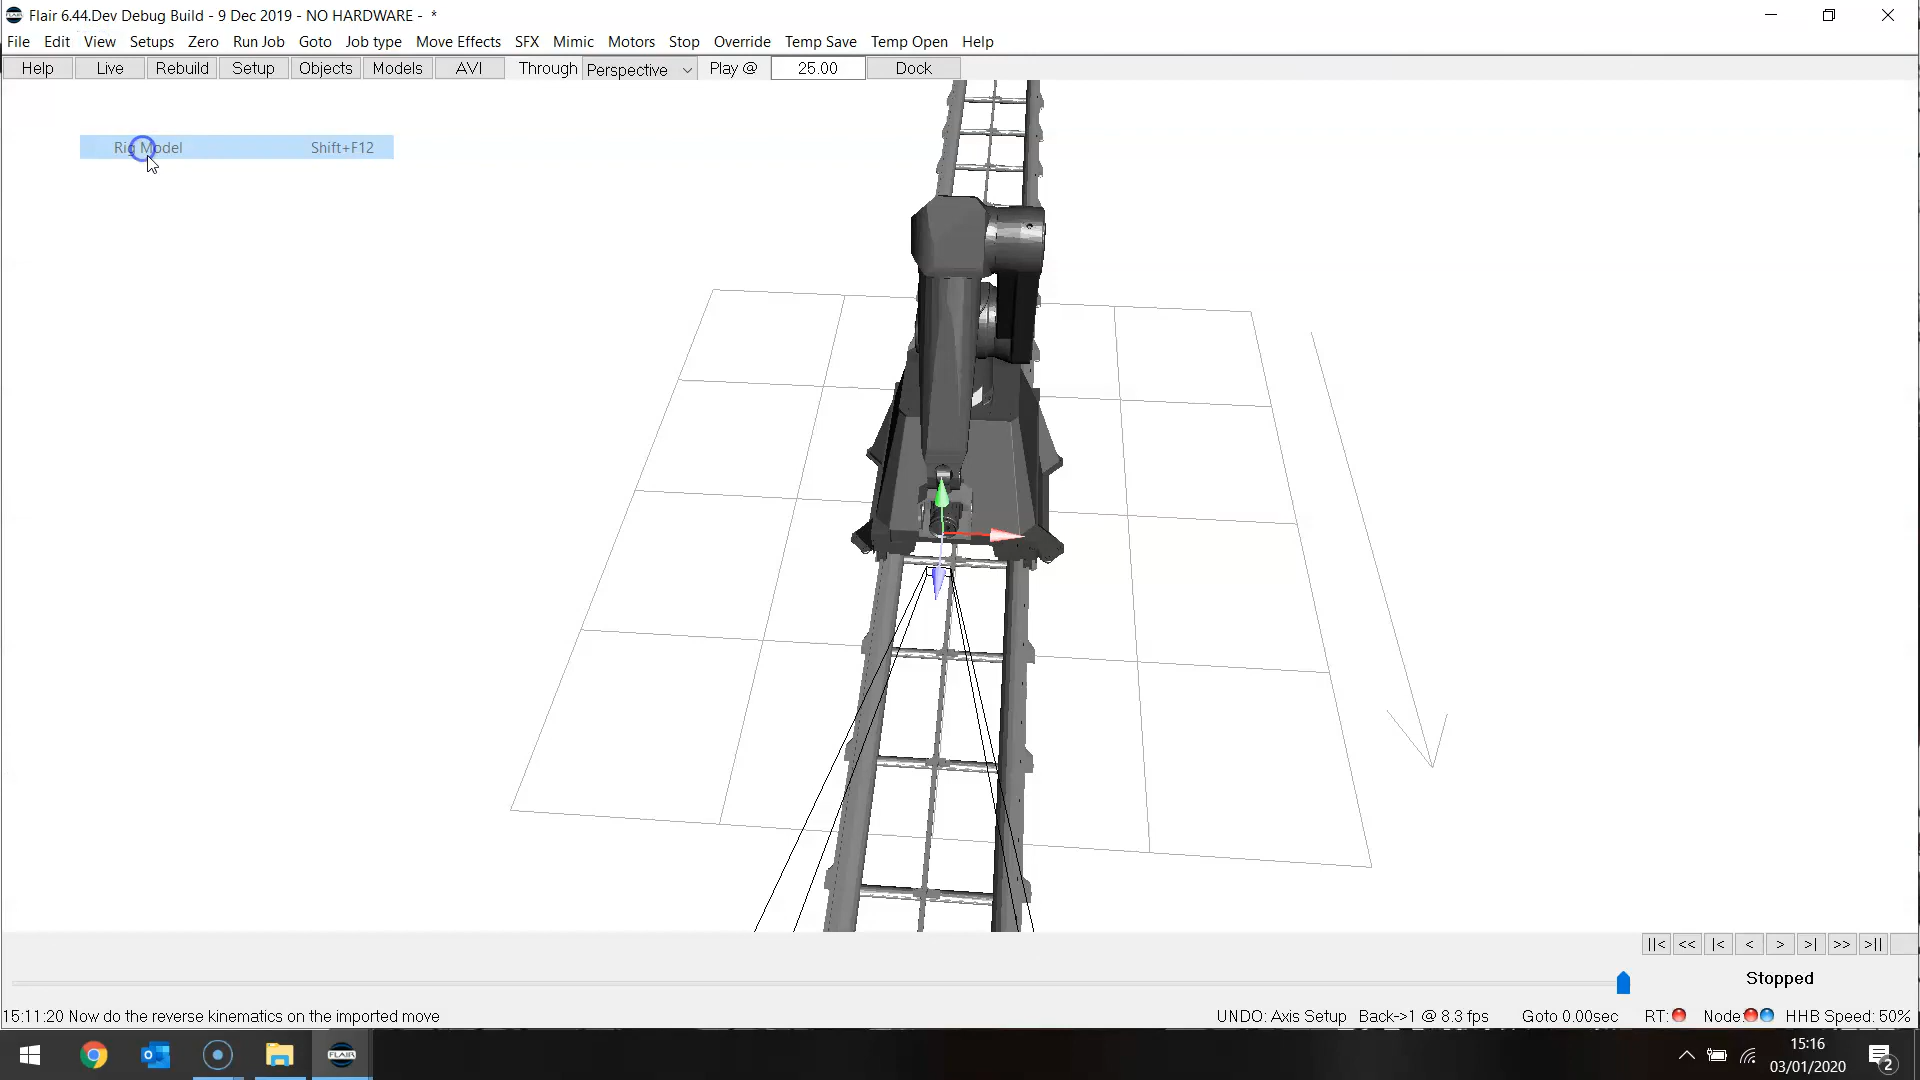 Flair 6.44.Dev Debug Build - 9 Dec 2019 - NO HARDWARE - *
File Edit View Setups Zero Run Job Goto Job type Move Effects SFX Mimic Motors Stop Override Temp Save Temp Open Help
Help Live Rebuild Setup Objects Models AVI Through Perspective Play @ 25.00 Dock
Rig Model Shift+F12
||< << |< < > >| >> >||
Stopped
15:11:20 Now do the reverse kinematics on the imported move UNDO: Axis Setup Back->1 @ 8.3 fps Goto 0.00sec RT: Node: HHB Speed: 50%
FLAIR
15:16
03/01/2020
2